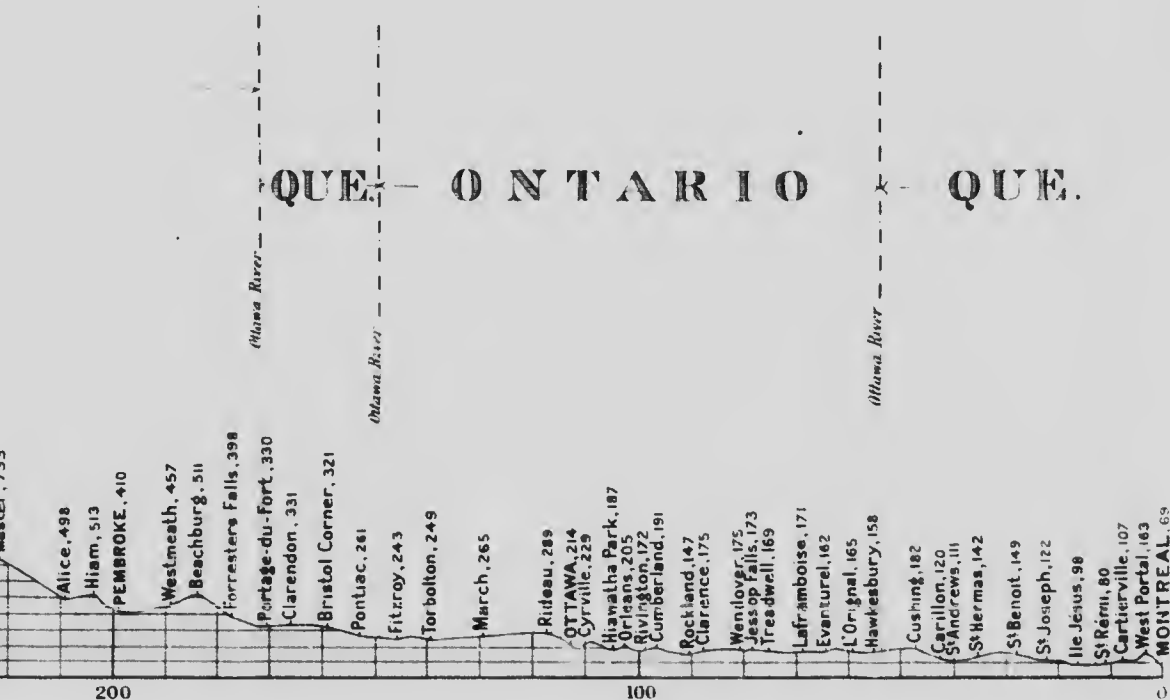 QUE. ONTARIO QUE.
Ottawa River
Ottawa River
Ottawa River
Alice, 498
Hiam, 513
PEMBROKE, 410
Westmeath, 457
Beachburg, 511
Forresters Falls, 398
Portage-du-Fort, 330
Clarendon, 331
Bristol Corner, 321
Pontiac, 261
Fitzroy, 243
Torbolton, 249
March, 265
Rideau, 289
OTTAWA, 214
Cyrville, 229
Hiawatha Park, 187
Orleans, 205
Rivington, 172
Cumberland, 191
Rockland, 147
Clarence, 175
Wendover, 175
Jessop Falls, 173
Treadwell, 169
Laframboise, 171
Evanturel, 162
L'Orignal, 165
Hawkesbury, 158
Cushing, 182
Carillon, 120
St Andrews, 111
St Hermas, 142
St Benoit, 149
St Joseph, 122
Ile Jesus, 98
St Rémi, 80
Cartierville, 107
West Portal, 163
MONTREAL, 69
200 100 0